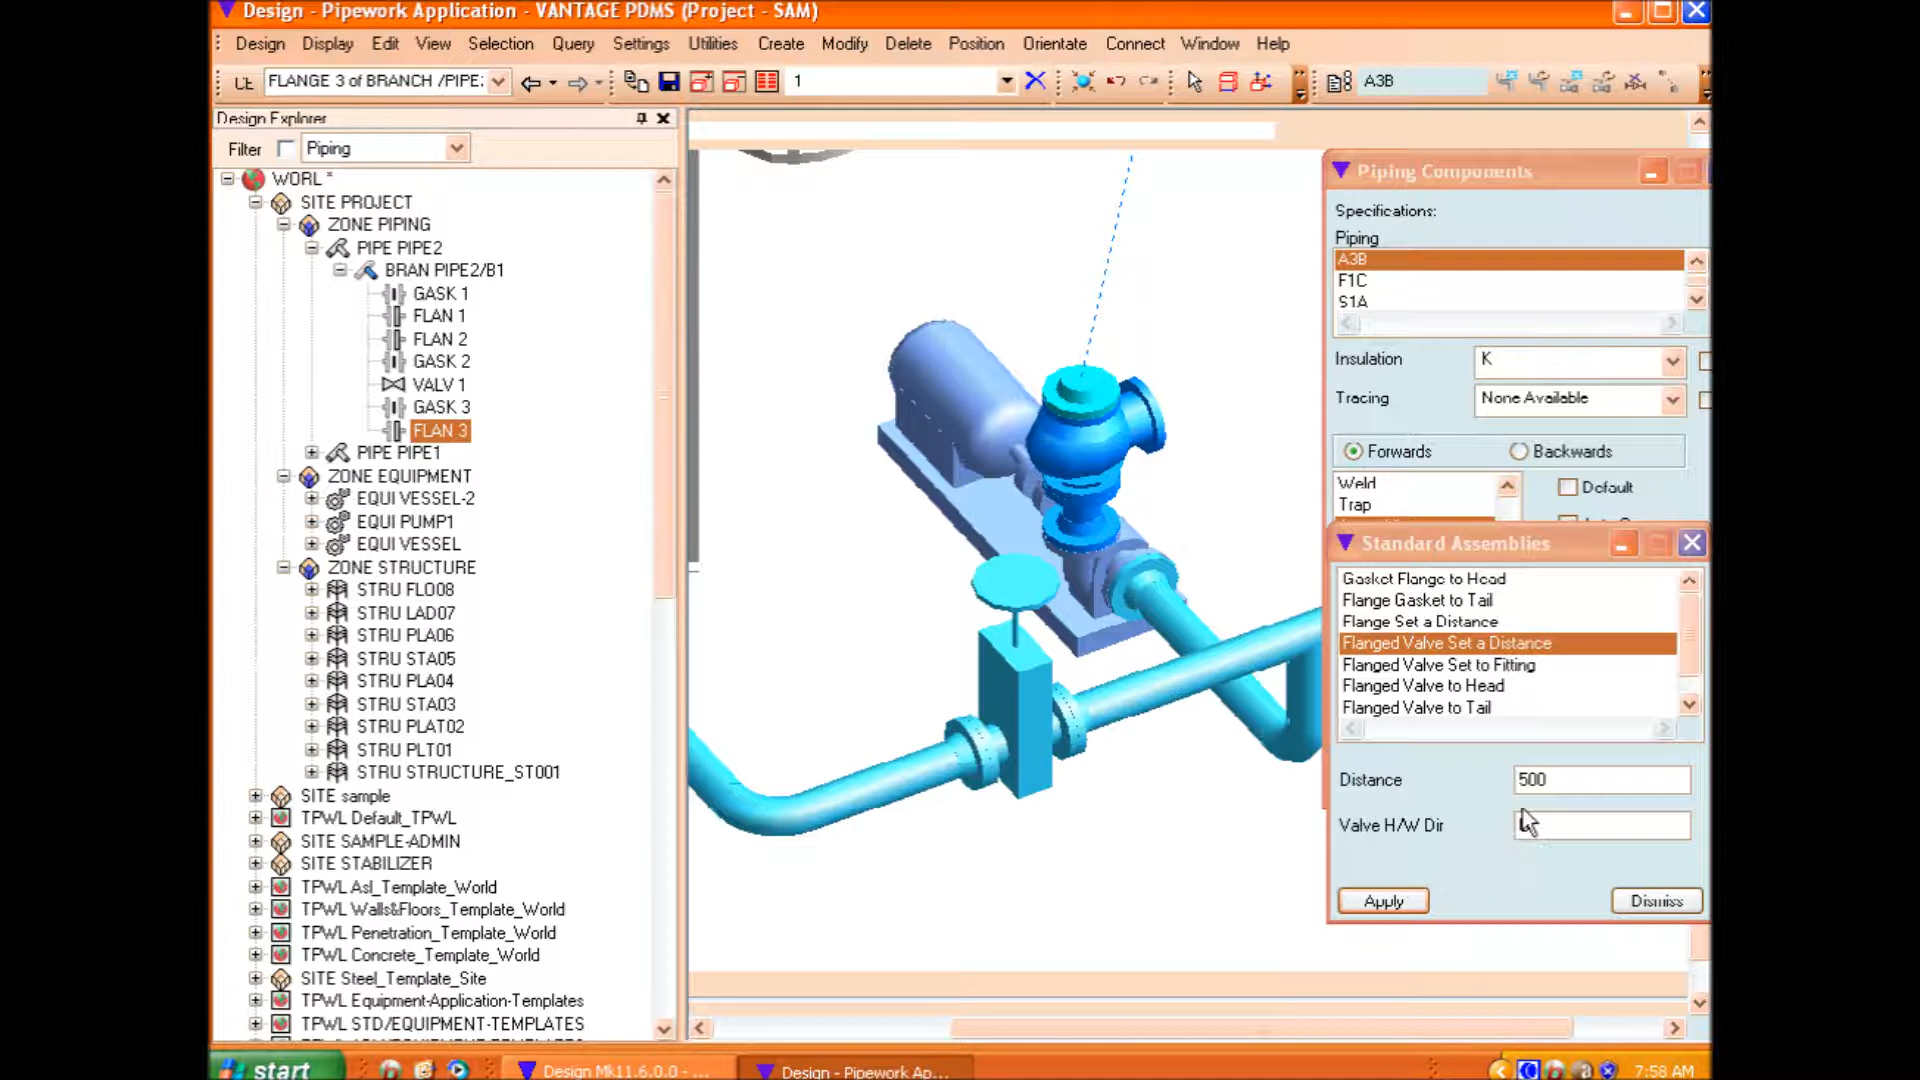 Design - Pipework Application - VANTAGE PDMS (Project - SAM)
Design Display Edit View Selection Query Settings Utilities Create Modify Delete Position Orientate Connect Window Help
CE FLANGE 3 of BRANCH /PIPE: 1 A3B
Design Explorer
Filter Piping
WORL *
SITE PROJECT
ZONE PIPING
PIPE PIPE2
BRAN PIPE2/B1
GASK 1
FLAN 1
FLAN 2
GASK 2
VALV 1
GASK 3
FLAN 3
PIPE PIPE1
ZONE EQUIPMENT
EQUI VESSEL-2
EQUI PUMP1
EQUI VESSEL
ZONE STRUCTURE
STRU FLO08
STRU LAD07
STRU PLA06
STRU STA05
STRU PLA04
STRU STA03
STRU PLAT02
STRU PLT01
STRU STRUCTURE_ST001
SITE sample
TPWL Default_TPWL
SITE SAMPLE-ADMIN
SITE STABILIZER
TPWL Asl_Template_World
TPWL Walls&Floors_Template_World
TPWL Penetration_Template_World
TPWL Concrete_Template_World
SITE Steel_Template_Site
TPWL Equipment-Application-Templates
TPWL STD/EQUIPMENT-TEMPLATES
Piping Components
Specifications:
Piping
A3B
F1C
S1A
Insulation K
Tracing None Available
Forwards Backwards
Weld
Trap
Default
Standard Assemblies
Gasket Flange to Head
Flange Gasket to Tail
Flange Set a Distance
Flanged Valve Set a Distance
Flanged Valve Set to Fitting
Flanged Valve to Head
Flanged Valve to Tail
Distance 500
Valve H/W Dir
Apply Dismiss
start Design Mk11.6.0.0 - ... Design - Pipework Ap... 7:58 AM